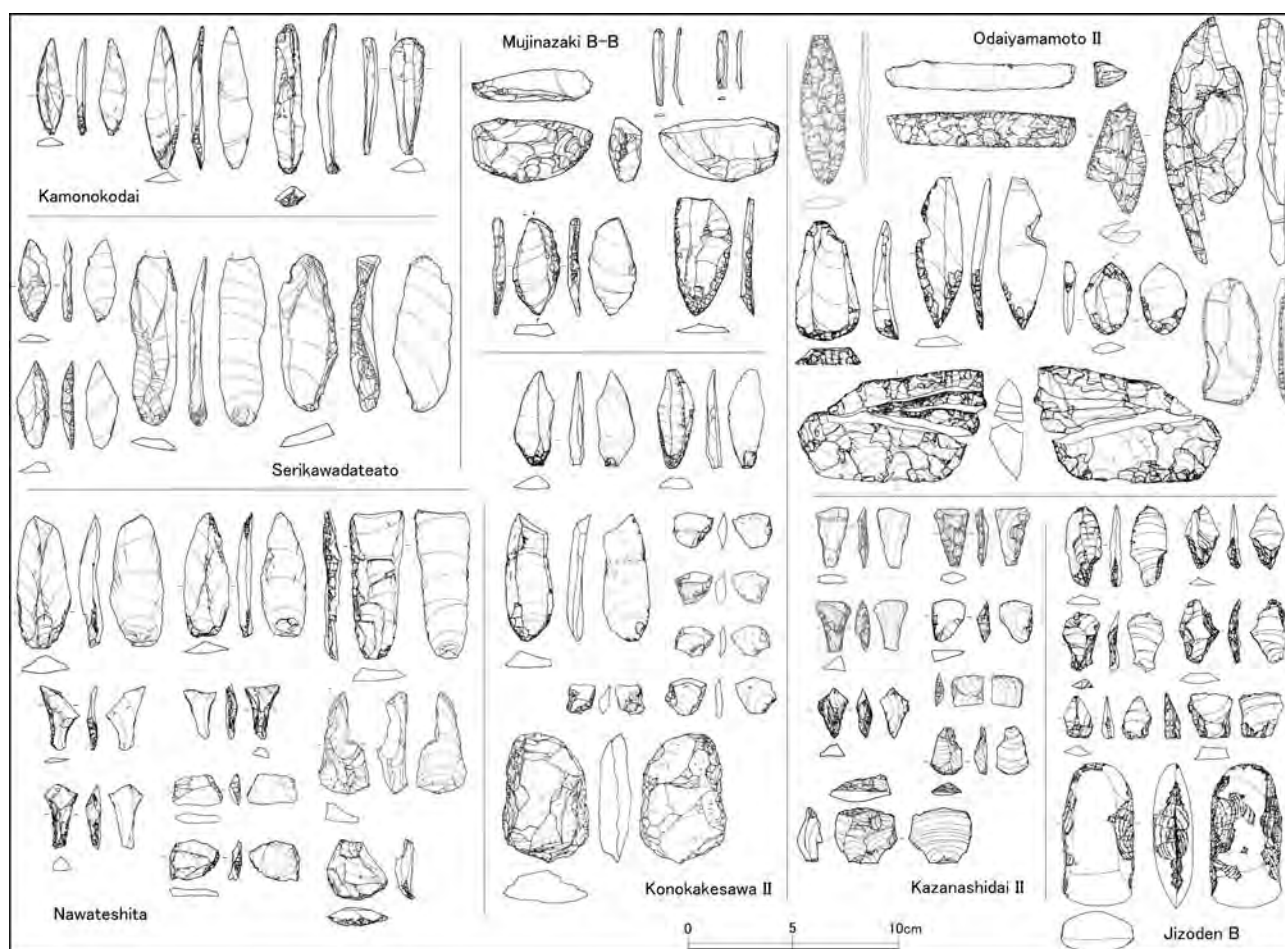 Mujinazaki B-B
Odaiyamamoto II
Kamonokodai
Serikawadateato
Konokakesawa II
Kazanashidai II
Nawateshita
Jizoden B
0 5 10cm